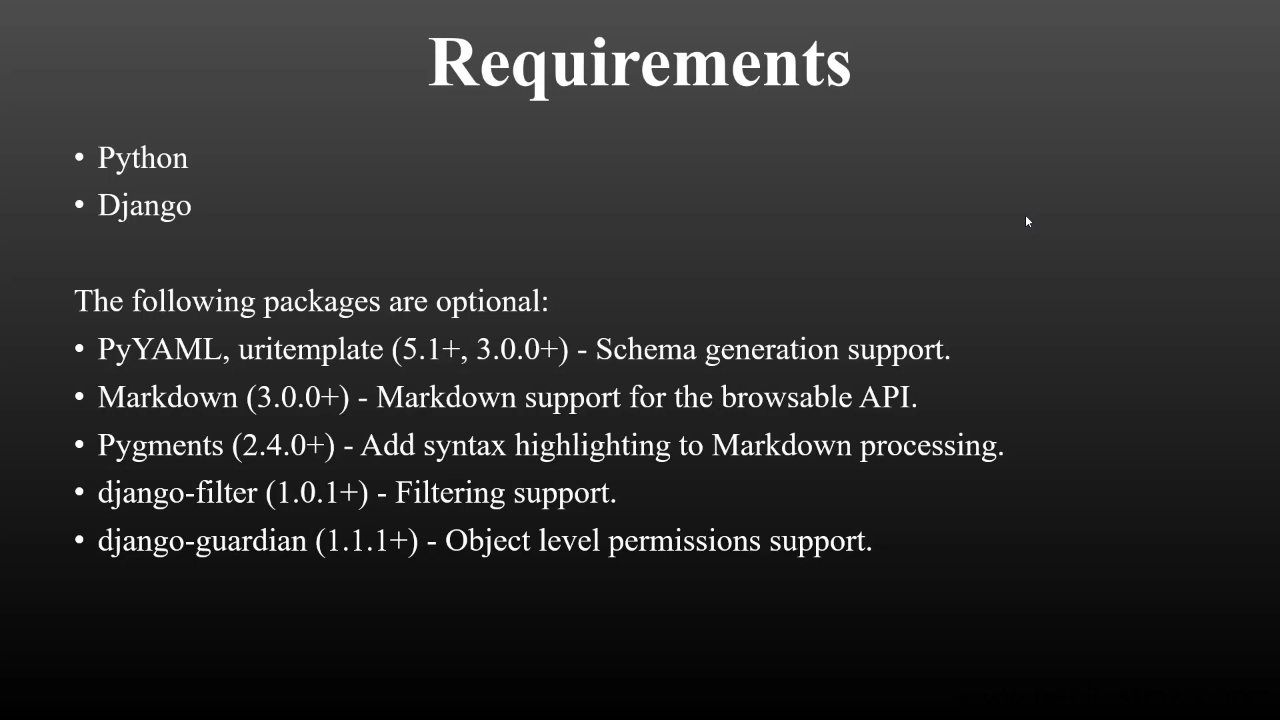 Requirements
• Python
• Django
The following packages are optional:
• PyYAML, uritemplate (5.1+, 3.0.0+) - Schema generation support.
• Markdown (3.0.0+) - Markdown support for the browsable API.
• Pygments (2.4.0+) - Add syntax highlighting to Markdown processing.
• django-filter (1.0.1+) - Filtering support.
• django-guardian (1.1.1+) - Object level permissions support.